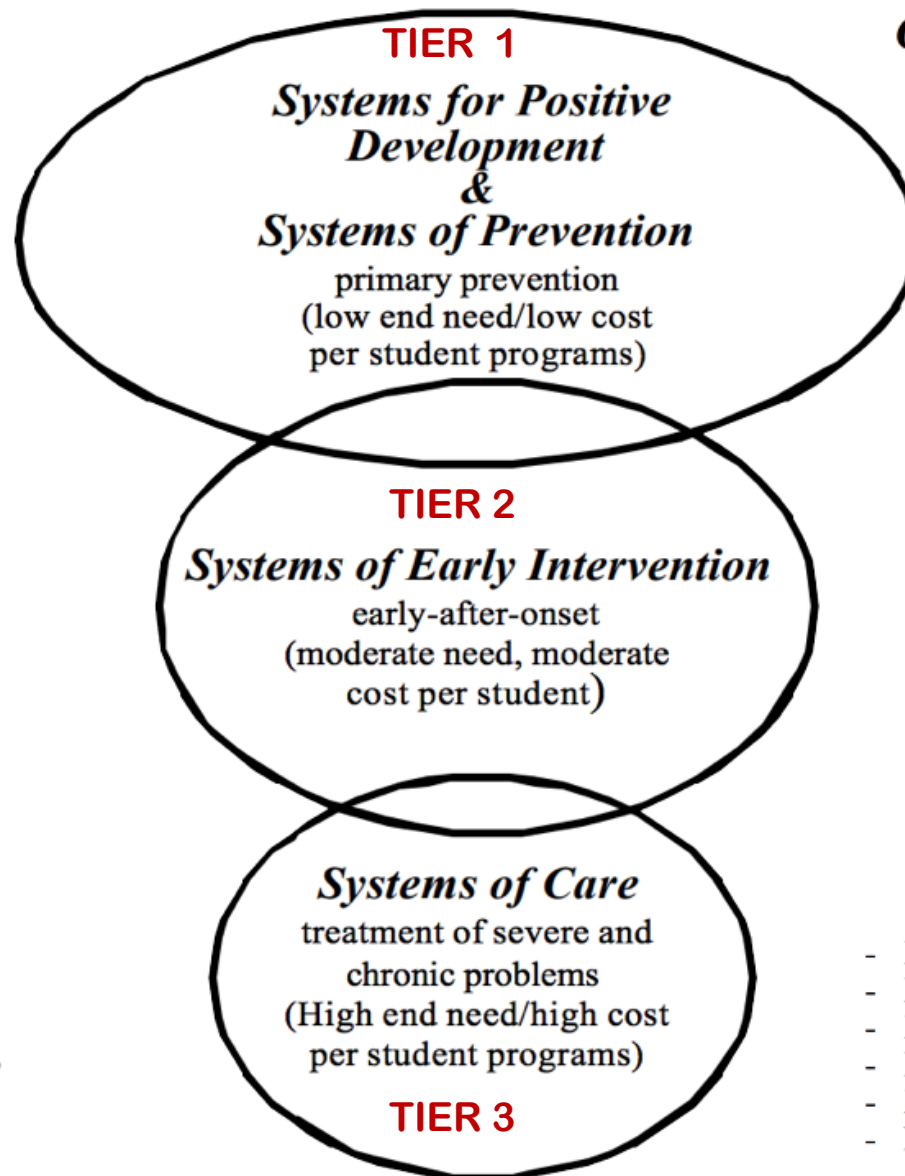 TIER 1
Systems for Positive
Development
&
Systems of Prevention
primary prevention
(low end need/low cost
per student programs)
TIER 2
Systems of Early Intervention
early-after-onset
(moderate need, moderate
cost per student)
Systems of Care
treatment of severe and
chronic problems
(High end need/high cost
per student programs)
TIER 3
-
-
-
-
-
-